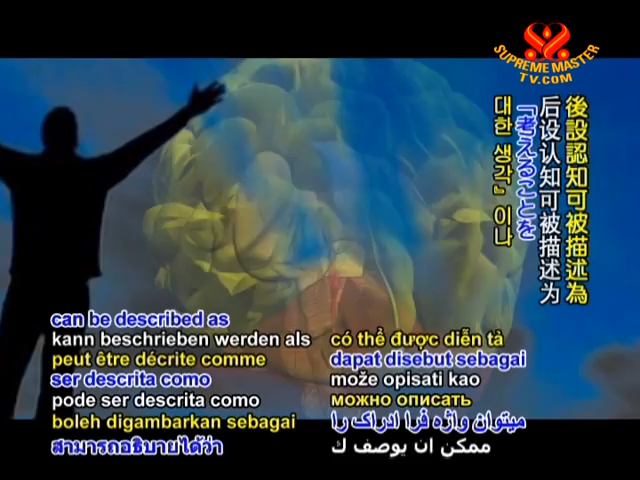 SUPREME MASTER
TV.COM
後設認知可被描述為
后设认知可被描述为
「考えることを
대한 생각』이나
can be described as
kann beschrieben werden als
peut être décrite comme
ser descrita como
pode ser descrita como
boleh digambarkan sebagai
สามารถอธิบายได้ว่า
có thể được diễn tả
dapat disebut sebagai
može opisati kao
можно описать
میتوان واژه فرا ادراک را
ممكن ان يوصف ك